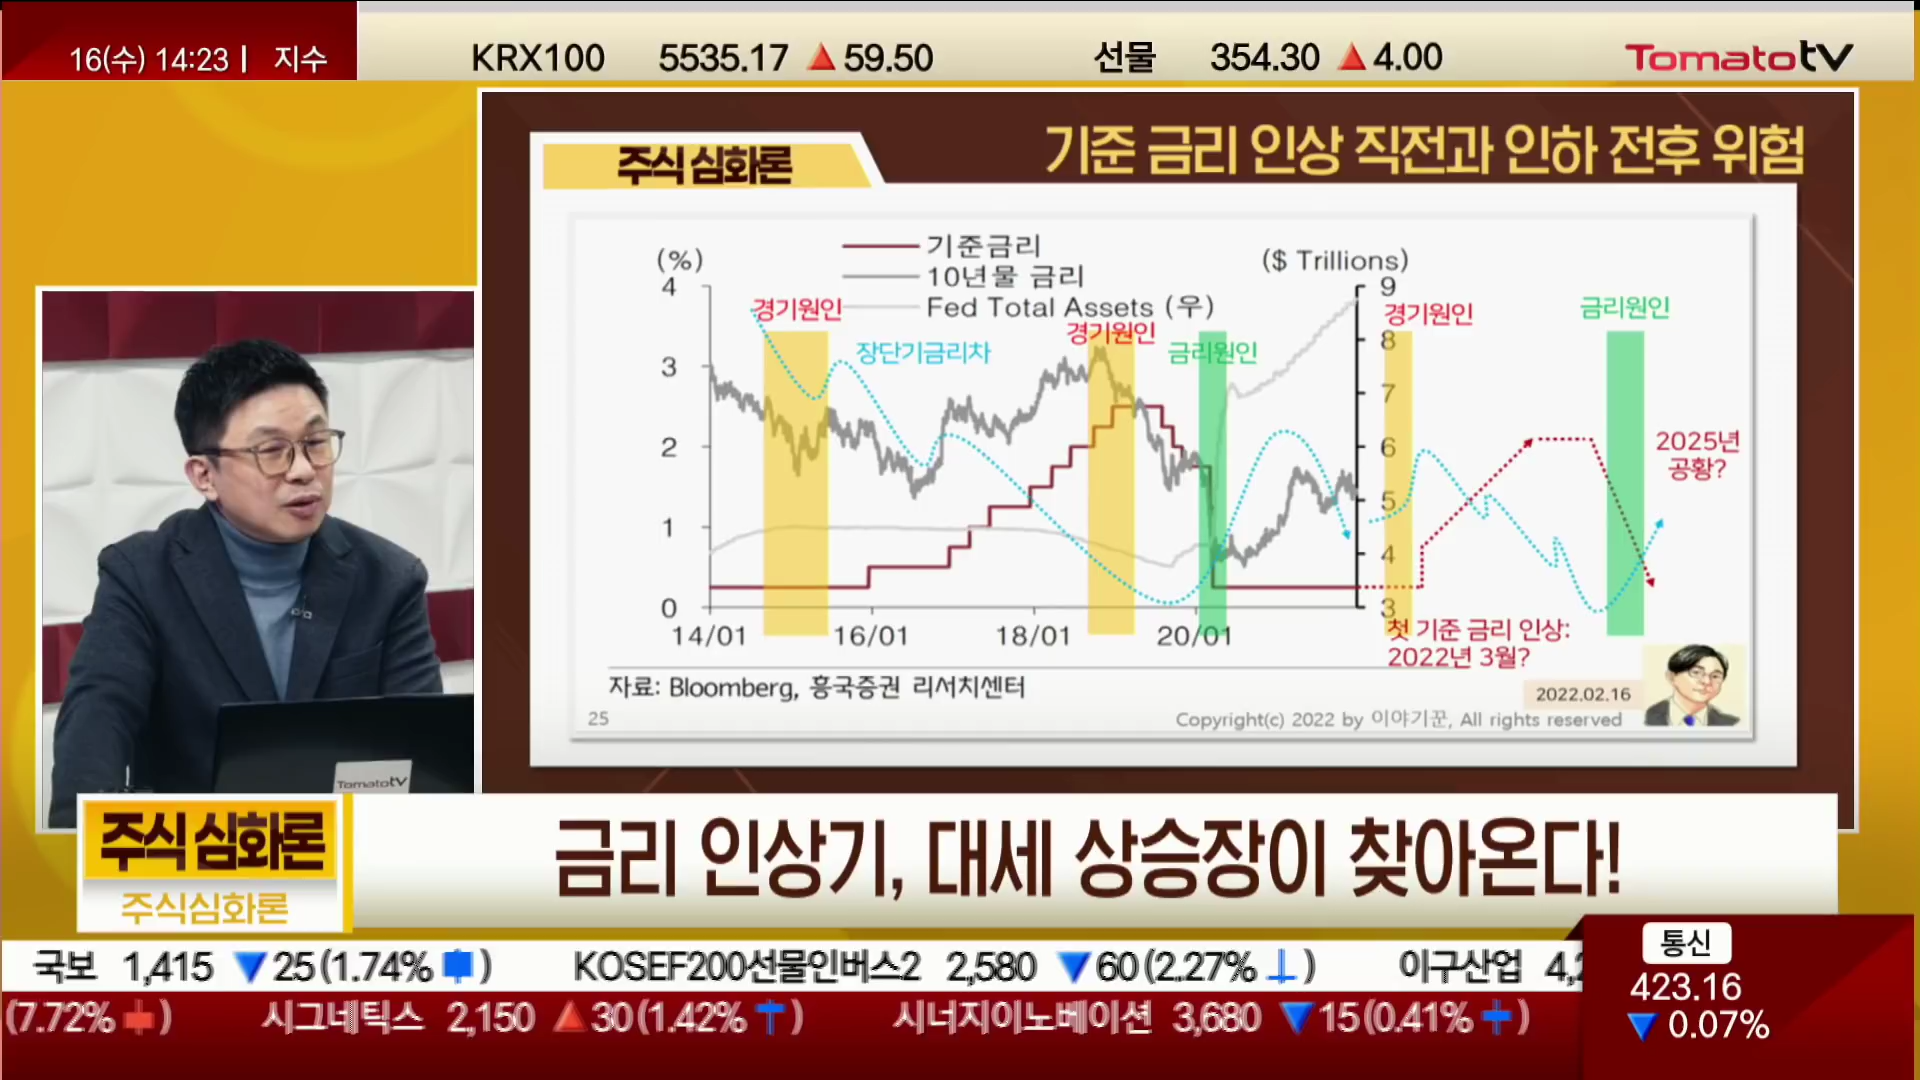 16(수) 14:23 | 지수
KRX100 5535.17 ▲ 59.50 선물 354.30 ▲ 4.00
TomatoTV
주식 심화론
기준 금리 인상 직전과 인하 전후 위험
(%)
($ Trillions)
기준금리
10년물 금리
Fed Total Assets (우)
4
3
2
1
0
9
8
7
6
5
4
3
경기원인
장단기금리차
경기원인
금리원인
경기원인
금리원인
2025년
공황?
14/01 16/01 18/01 20/01
첫 기준 금리 인상:
2022년 3월?
자료: Bloomberg, 흥국증권 리서치센터
2022.02.16
25
Copyright(c) 2022 by 이야기꾼, All rights reserved
TomatoTV
주식 심화론
주식심화론
금리 인상기, 대세 상승장이 찾아온다!
국보 1,415 ▼25(1.74% ) KOSEF200선물인버스2 2,580 ▼60(2.27% ) 이구산업
(7.72% ) 시그네틱스 2,150 ▲30(1.42% ) 시너지이노베이션 3,680 ▼15(0.41% )
통신
423.16
▼ 0.07%